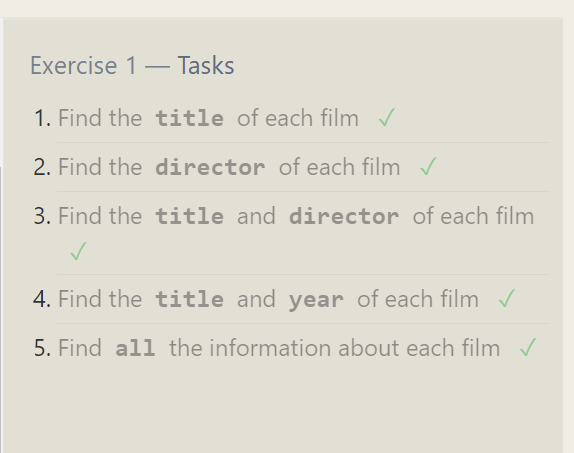 Exercise 1 — Tasks
1. Find the title of each film ✓
2. Find the director of each film ✓
3. Find the title and director of each film
✓
4. Find the title and year of each film ✓
5. Find all the information about each film ✓